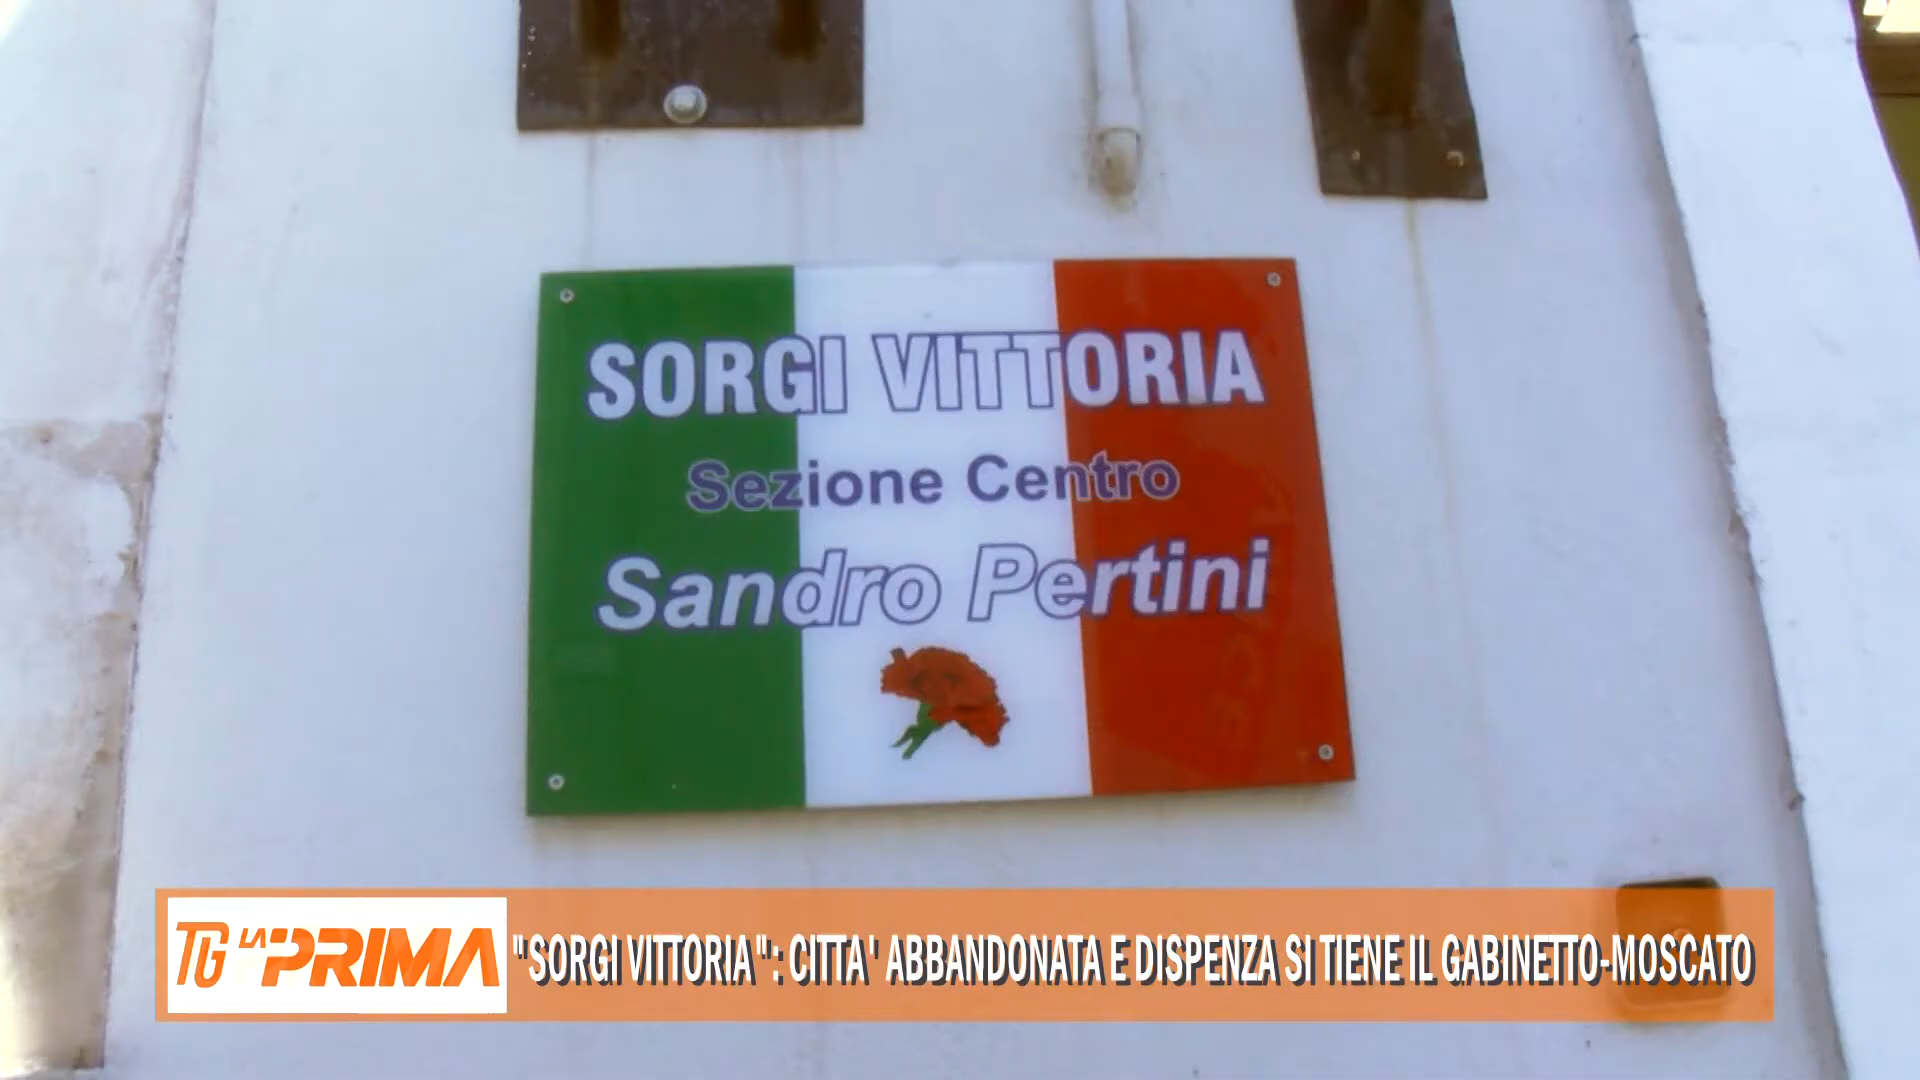 SORGI VITTORIA
Sezione Centro
Sandro Pertini
TG LA PRIMA
"SORGI VITTORIA": CITTA' ABBANDONATA E DISPENZA SI TIENE IL GABINETTO-MOSCATO